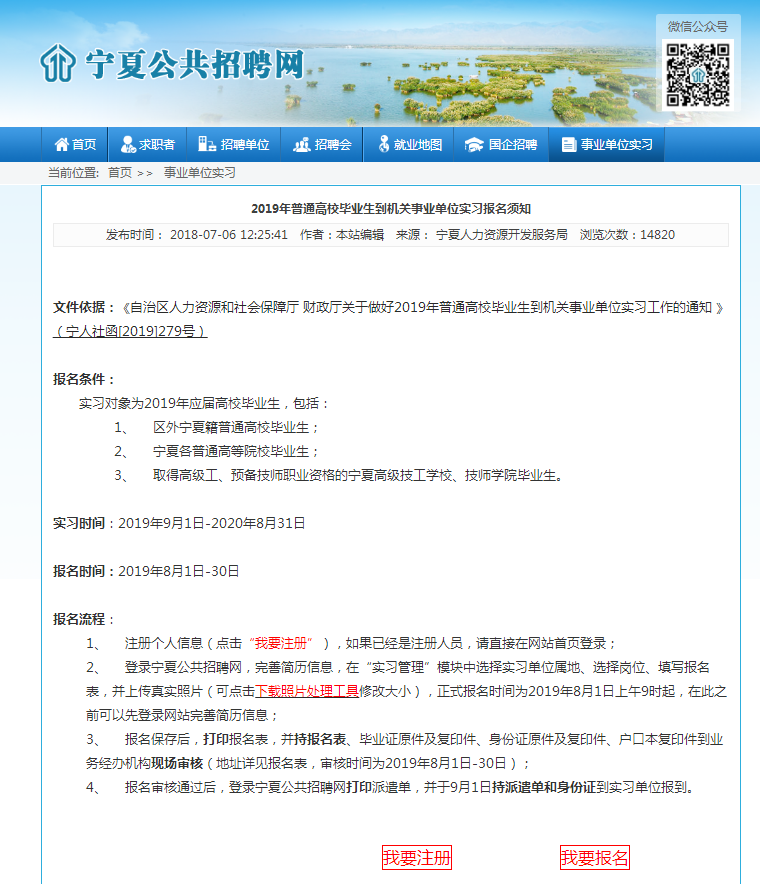 微信公众号
宁夏公共招聘网
首页 求职者 招聘单位 招聘会 就业地图 国企招聘 事业单位实习
当前位置: 首页 >> 事业单位实习
2019年普通高校毕业生到机关事业单位实习报名须知
发布时间： 2018-07-06 12:25:41 作者：本站编辑 来源： 宁夏人力资源开发服务局 浏览次数：14820
文件依据：《自治区人力资源和社会保障厅 财政厅关于做好2019年普通高校毕业生到机关事业单位实习工作的通知 》
（宁人社函[2019]279号）
报名条件：
实习对象为2019年应届高校毕业生，包括：
1、 区外宁夏籍普通高校毕业生；
2、 宁夏各普通高等院校毕业生；
3、 取得高级工、预备技师职业资格的宁夏高级技工学校、技师学院毕业生。
实习时间：2019年9月1日-2020年8月31日
报名时间：2019年8月1日-30日
报名流程：
1、 注册个人信息（点击“我要注册”），如果已经是注册人员，请直接在网站首页登录；
2、 登录宁夏公共招聘网，完善简历信息，在“实习管理”模块中选择实习单位属地、选择岗位、填写报名
表，并上传真实照片（可点击下载照片处理工具修改大小），正式报名时间为2019年8月1日上午9时起，在此之
前可以先登录网站完善简历信息；
3、 报名保存后，打印报名表，并持报名表、毕业证原件及复印件、身份证原件及复印件、户口本复印件到业
务经办机构现场审核（地址详见报名表，审核时间为2019年8月1日-30日）；
4、 报名审核通过后，登录宁夏公共招聘网打印派遣单，并于9月1日持派遣单和身份证到实习单位报到。
我要注册 我要报名